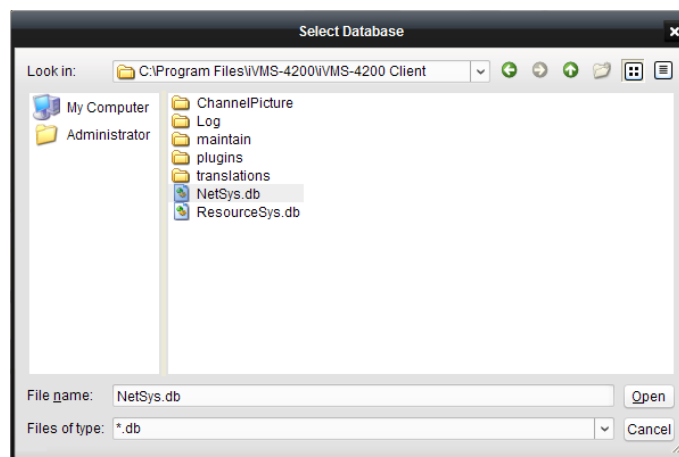 Select Database
Look in: C:\Program Files\iVMS-4200\iVMS-4200 Client
My Computer
Administrator
ChannelPicture
Log
maintain
plugins
translations
NetSys.db
ResourceSys.db
File name: NetSys.db Open
Files of type: *.db Cancel